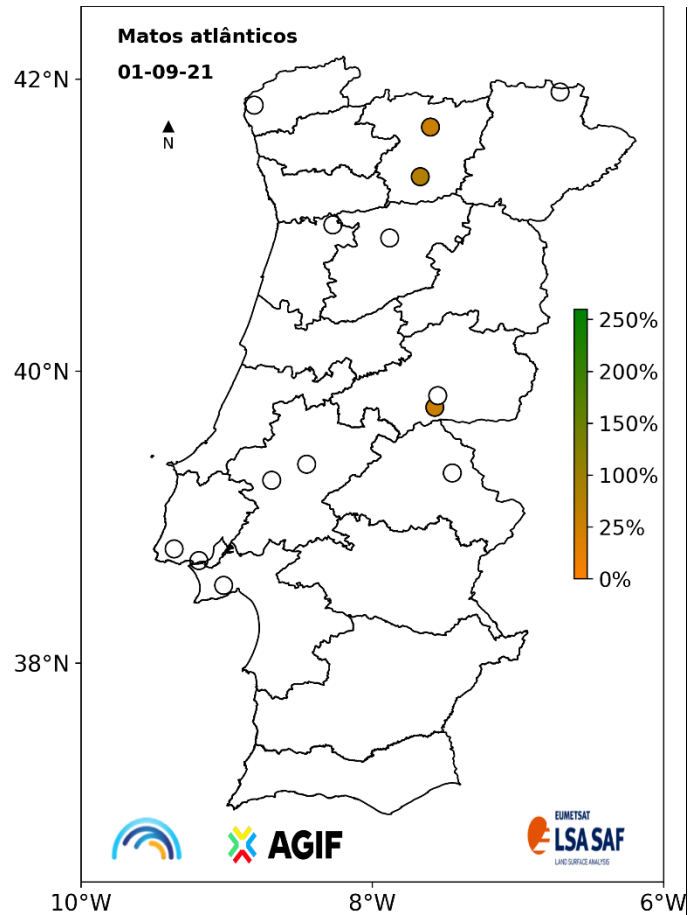 Matos atlânticos
01-09-21
N
42°N
40°N
38°N
10°W
8°W
6°W
250%
200%
150%
100%
25%
0%
AGIF
EUMETSAT
LSA SAF
LAND SURFACE ANALYSIS